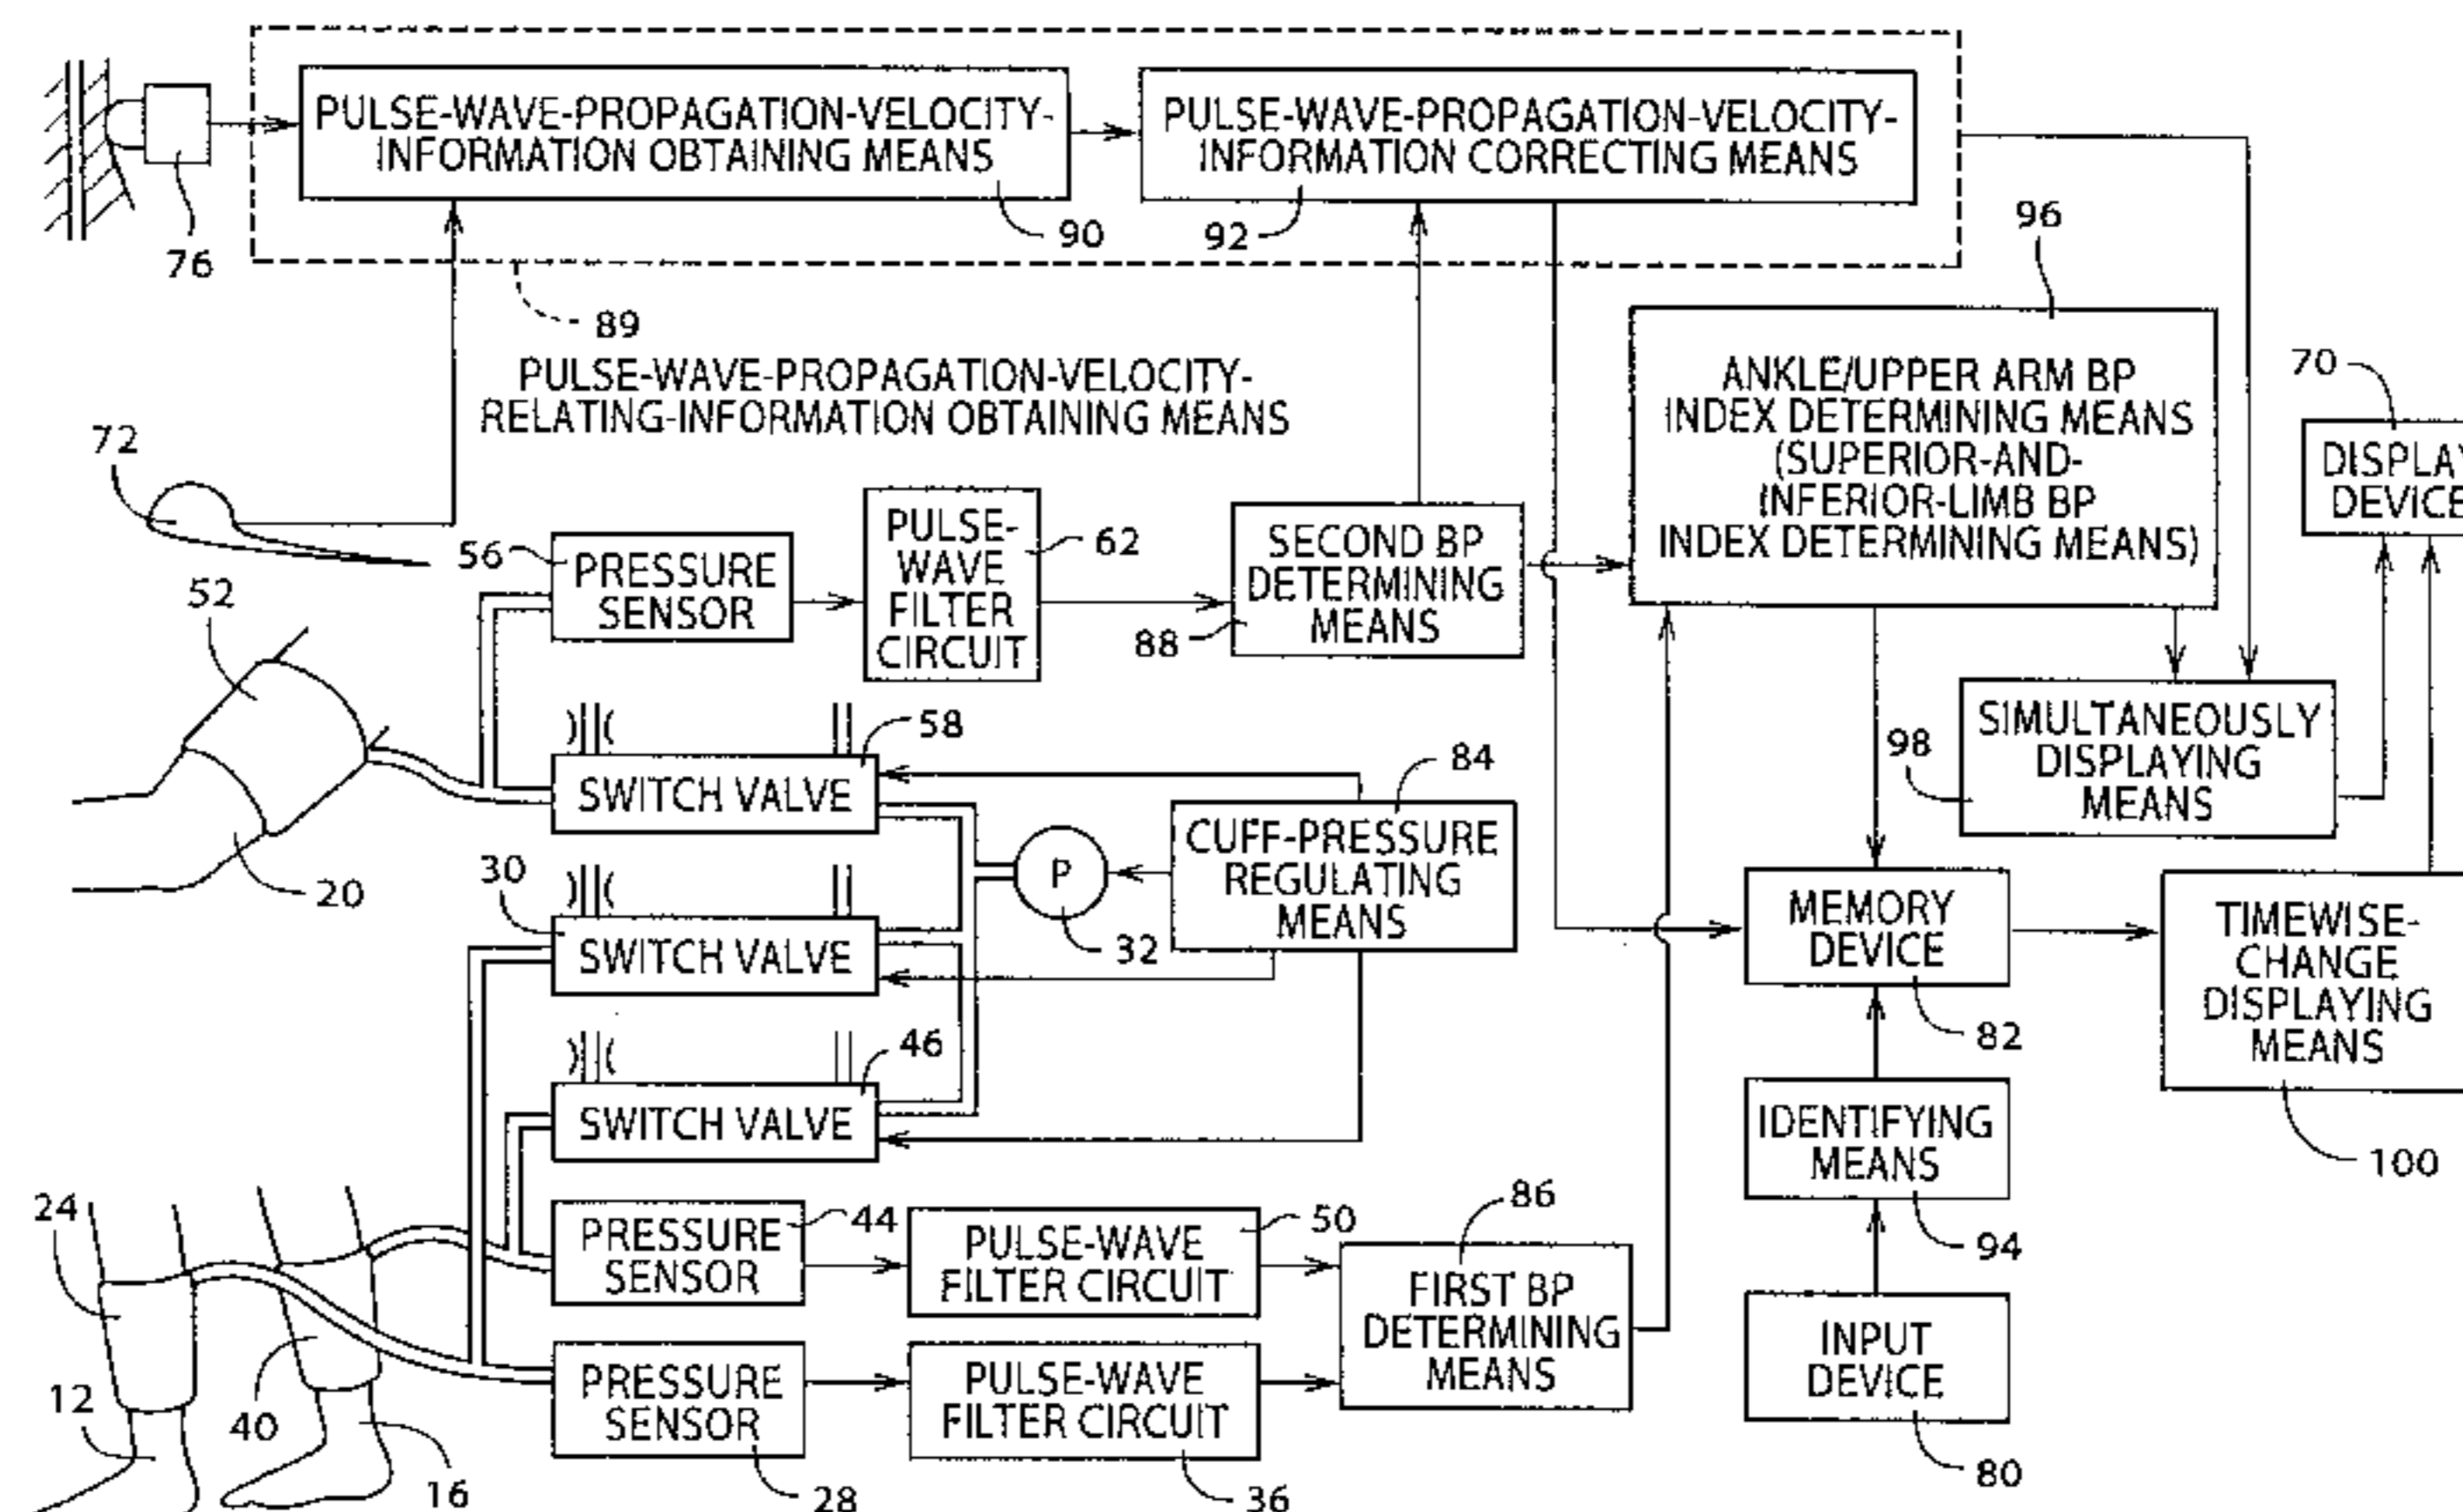 PULSE-WAVE-PROPAGATION-VELOCITY-
INFORMATION OBTAINING MEANS
PULSE-WAVE-PROPAGATION-VELOCITY-
INFORMATION CORRECTING MEANS
76
90
92
96
89
PULSE-WAVE-PROPAGATION-VELOCITY-
RELATING-INFORMATION OBTAINING MEANS
ANKLE/UPPER ARM BP
INDEX DETERMINING MEANS
(SUPERIOR-AND-
INFERIOR-LIMB BP
INDEX DETERMINING MEANS)
70
DISPLAY
DEVICE
72
56
PRESSURE
SENSOR
PULSE-
WAVE
FILTER
CIRCUIT
62
SECOND BP
DETERMINING
MEANS
88
52
58
SWITCH VALVE
84
CUFF-PRESSURE
REGULATING
MEANS
98
SIMULTANEOUSLY
DISPLAYING
MEANS
20
30
SWITCH VALVE
P
32
MEMORY
DEVICE
82
TIMEWISE-
CHANGE
DISPLAYING
MEANS
100
46
SWITCH VALVE
IDENTIFYING
MEANS
94
24
PRESSURE
SENSOR
44
PULSE-WAVE
FILTER CIRCUIT
50
86
FIRST BP
DETERMINING
MEANS
INPUT
DEVICE
80
12
40
16
PRESSURE
SENSOR
28
PULSE-WAVE
FILTER CIRCUIT
36